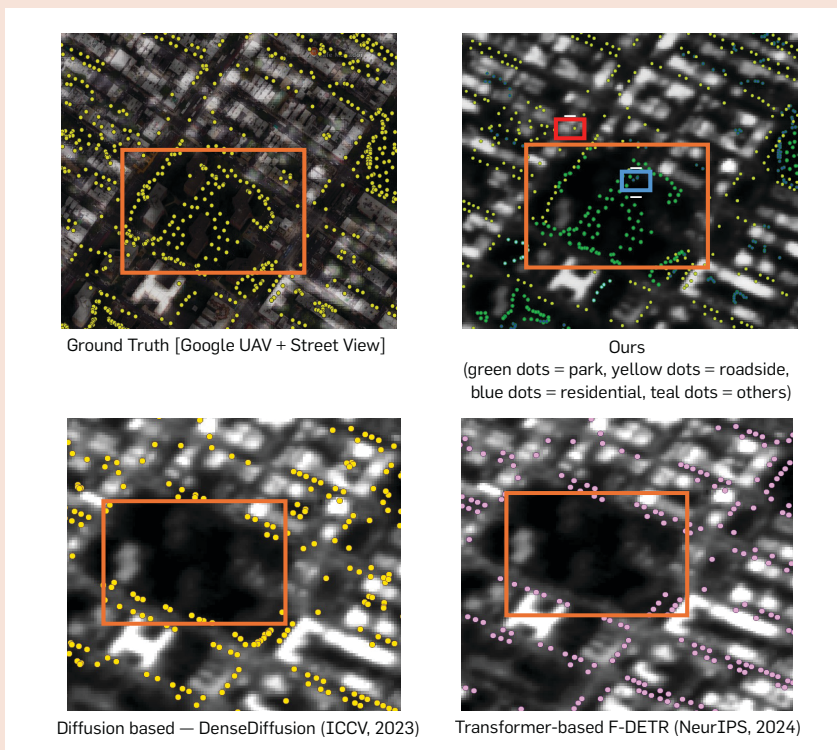 Ground Truth [Google UAV + Street View]
Ours
(green dots = park, yellow dots = roadside,
blue dots = residential, teal dots = others)
Diffusion based — DenseDiffusion (ICCV, 2023)
Transformer-based F-DETR (NeurIPS, 2024)